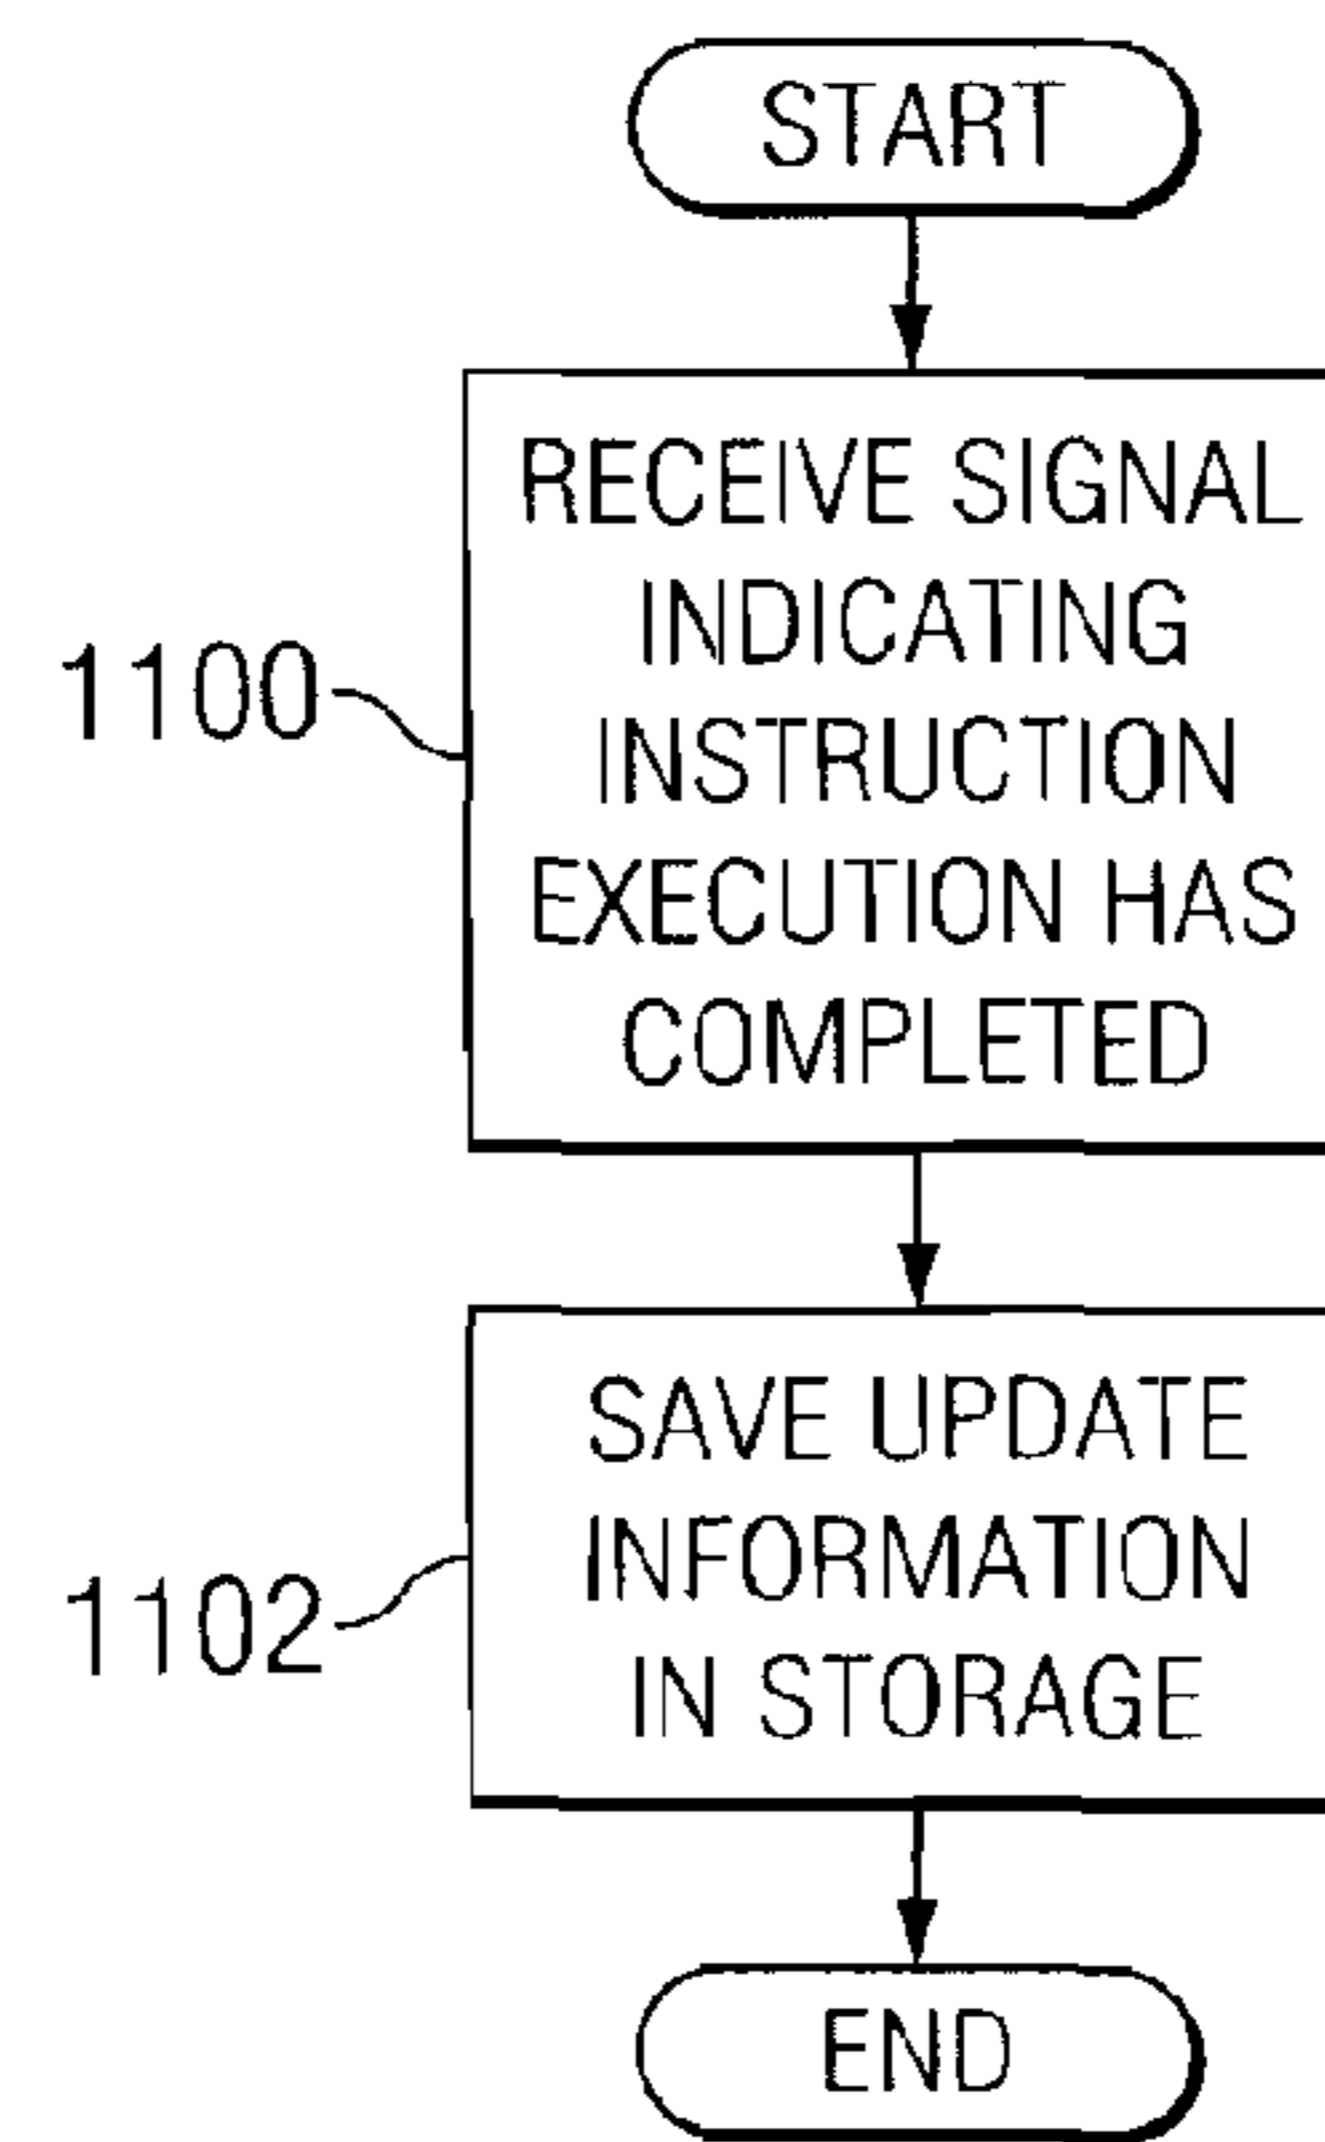 START
RECEIVE SIGNAL
INDICATING
INSTRUCTION
EXECUTION HAS
COMPLETED
1100
SAVE UPDATE
INFORMATION
IN STORAGE
1102
END